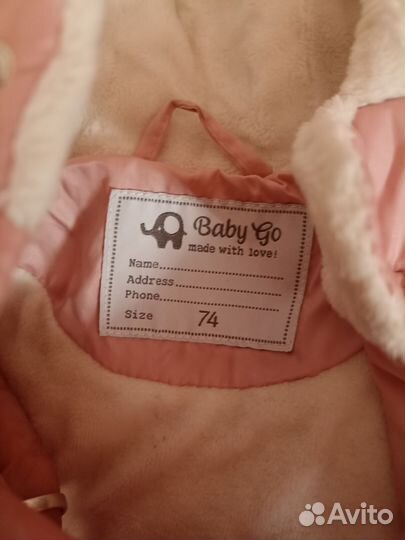 Baby Go
made with love!
Name
Address
Phone
Size 74
Avito